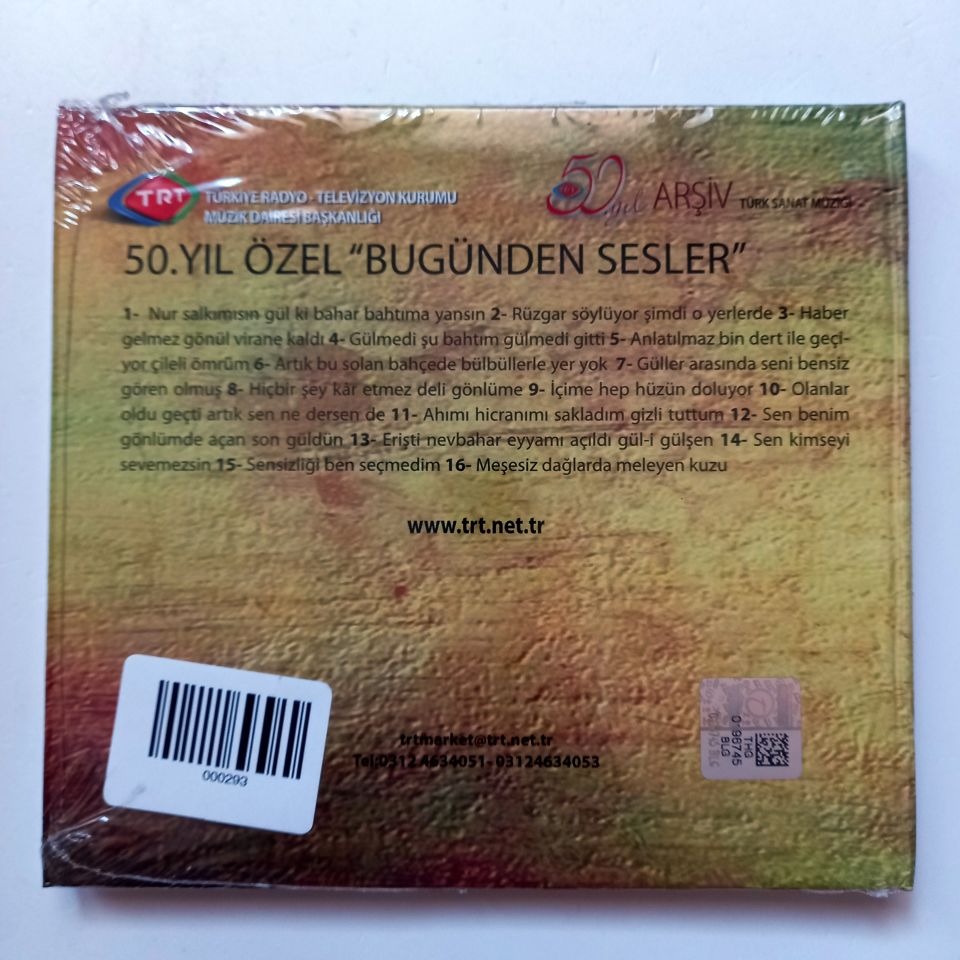 TRT
TÜRKİYE RADYO - TELEVİZYON KURUMU
MÜZİK DAİRESİ BAŞKANLIĞI
50.yıl ARŞİV TÜRK SANAT MÜZİĞİ
50.YIL ÖZEL “BUGÜNDEN SESLER”
1- Nur salkımısın gül ki bahar bahtıma yansın 2- Rüzgar söylüyor şimdi o yerlerde 3- Haber
gelmez gönül virane kaldı 4- Gülmedi şu bahtım gülmedi gitti 5- Anlatılmaz bin dert ile geçi-
yor çileli ömrüm 6- Artık bu solan bahçede bülbüllerle yer yok 7- Güller arasında seni bensiz
gören olmuş 8- Hiçbir şey kâr etmez deli gönlüme 9- İçime hep hüzün doluyor 10- Olanlar
oldu geçti artık sen ne dersen de 11- Ahımı hicranımı sakladım gizli tuttum 12- Sen benim
gönlümde açan son güldün 13- Erişti nevbahar eyyamı açıldı gül-i gülşen 14- Sen kimseyi
sevemezsin 15- Sensizliği ben seçmedim 16- Meşesiz dağlarda meleyen kuzu
www.trt.net.tr
000293
trtmarket@trt.net.tr
Tel:0312 4634051- 03124634053
THG
BLG
0196745